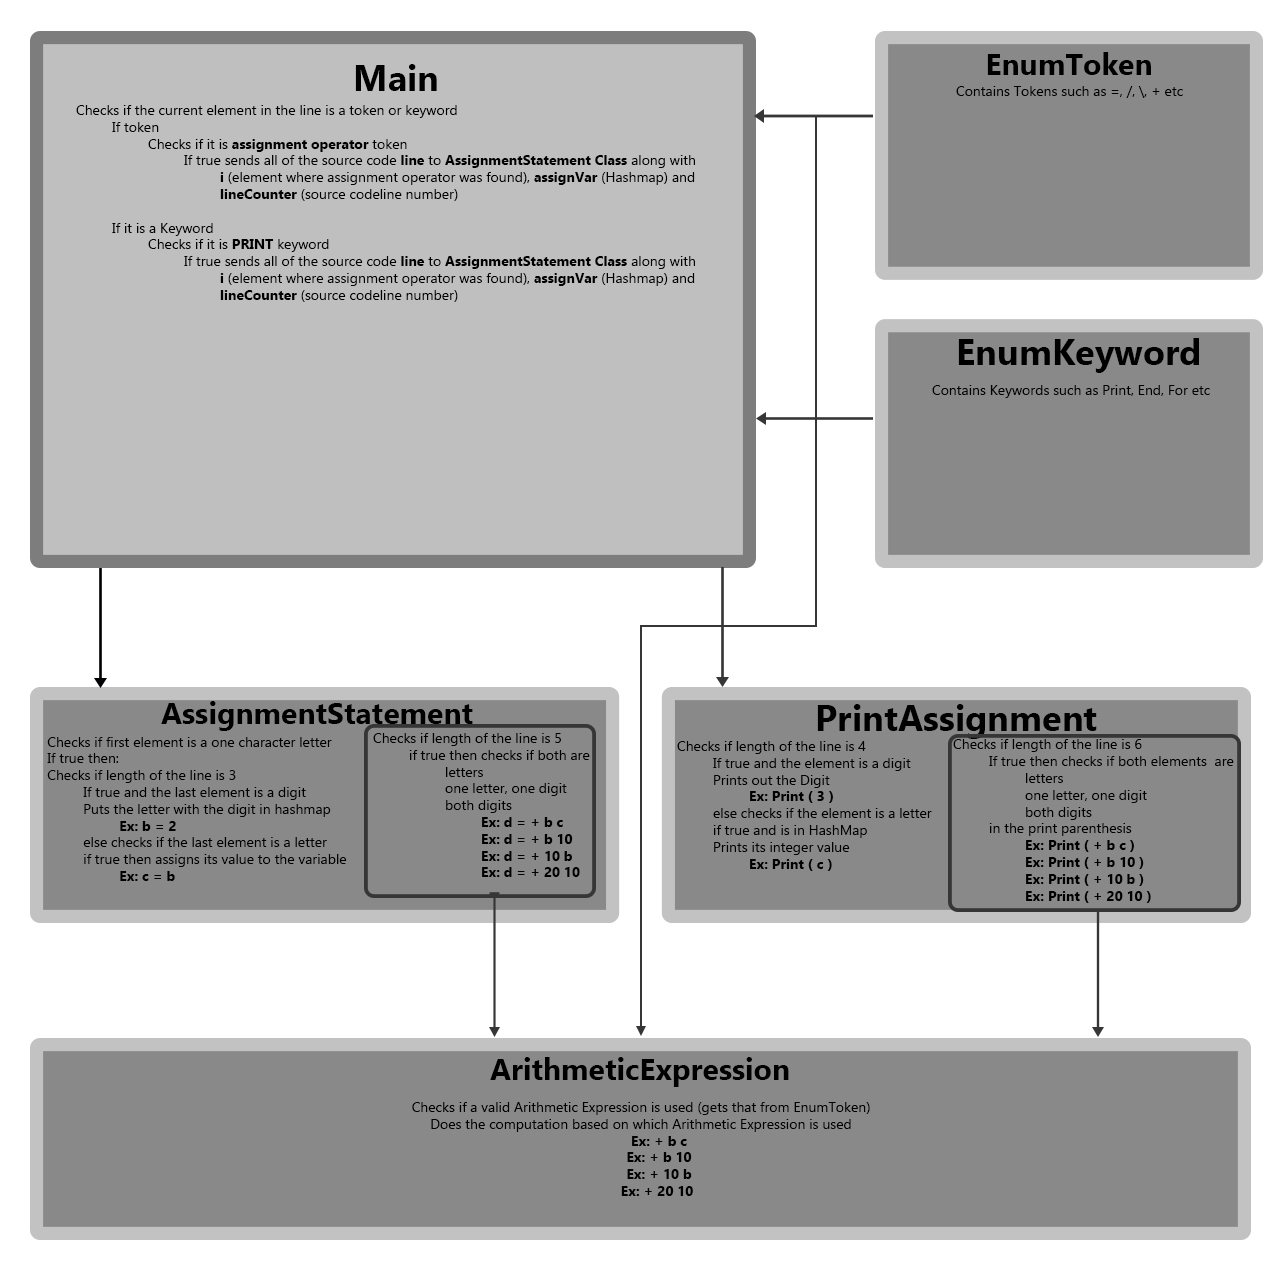 Main
Checks if the current element in the line is a token or keyword
If token
Checks if it is assignment operator token
If true sends all of the source code line to AssignmentStatement Class along with
i (element where assignment operator was found), assignVar (Hashmap) and
lineCounter (source codeline number)
If it is a Keyword
Checks if it is PRINT keyword
If true sends all of the source code line to AssignmentStatement Class along with
i (element where assignment operator was found), assignVar (Hashmap) and
lineCounter (source codeline number)
EnumToken
Contains Tokens such as =, /, \, + etc
EnumKeyword
Contains Keywords such as Print, End, For etc
AssignmentStatement
Checks if first element is a one character letter
If true then:
Checks if length of the line is 3
If true and the last element is a digit
Puts the letter with the digit in hashmap
Ex: b = 2
else checks if the last element is a letter
if true then assigns its value to the variable
Ex: c = b
Checks if length of the line is 5
if true then checks if both are
letters
one letter, one digit
both digits
Ex: d = + b c
Ex: d = + b 10
Ex: d = + 10 b
Ex: d = + 20 10
PrintAssignment
Checks if length of the line is 4
If true and the element is a digit
Prints out the Digit
Ex: Print ( 3 )
else checks if the element is a letter
if true and is in HashMap
Prints its integer value
Ex: Print ( c )
Checks if length of the line is 6
If true then checks if both elements  are
letters
one letter, one digit
both digits
in the print parenthesis
Ex: Print ( + b c )
Ex: Print ( + b 10 )
Ex: Print ( + 10 b )
Ex: Print ( + 20 10 )
ArithmeticExpression
Checks if a valid Arithmetic Expression is used (gets that from EnumToken)
Does the computation based on which Arithmetic Expression is used
Ex: + b c
Ex: + b 10
Ex: + 10 b
Ex: + 20 10